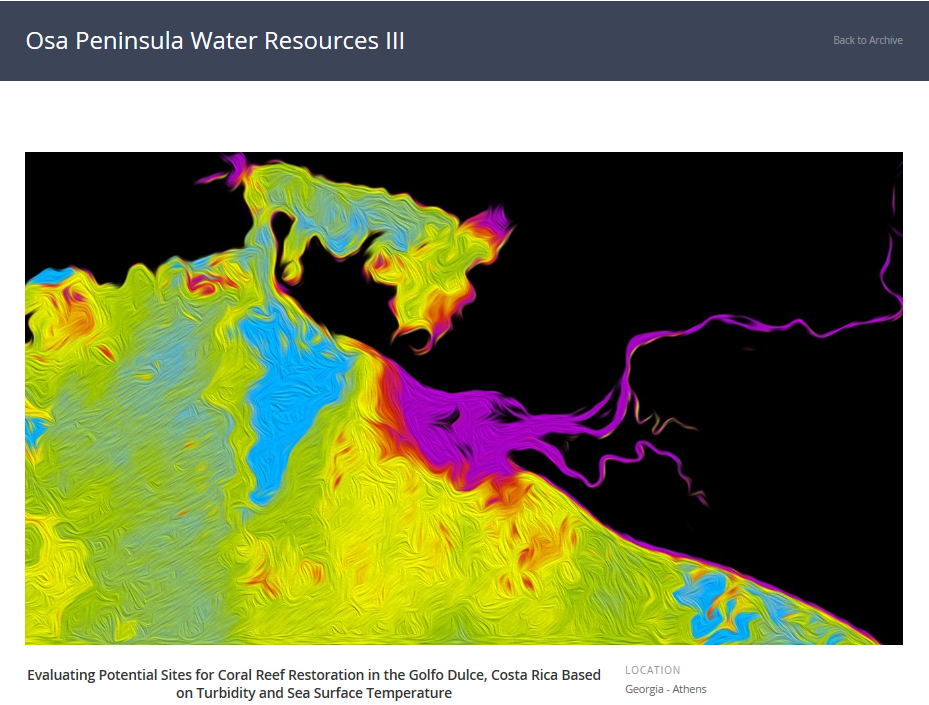 Osa Peninsula Water Resources III
Back to Archive
Evaluating Potential Sites for Coral Reef Restoration in the Golfo Dulce, Costa Rica Based
on Turbidity and Sea Surface Temperature
LOCATION
Georgia - Athens